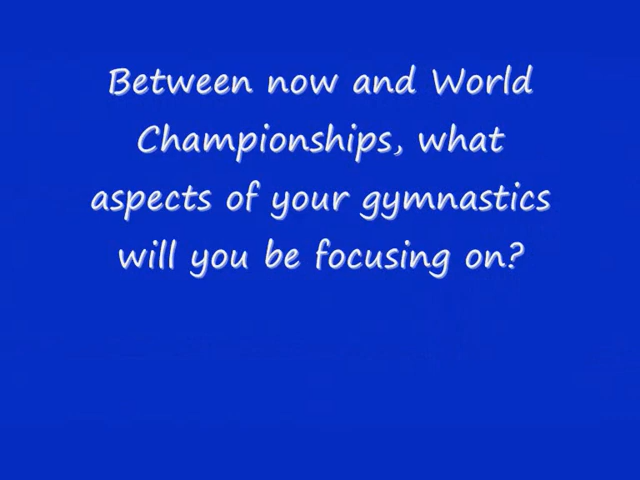 Between now and World
Championships, what
aspects of your gymnastics
will you be focusing on?